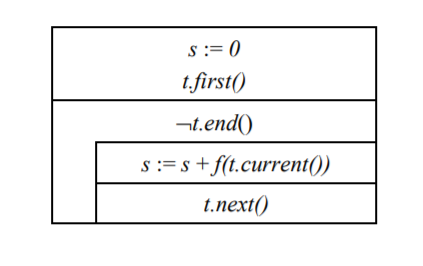 s := 0
t.first()
¬t.end()
s := s + f(t.current())
t.next()